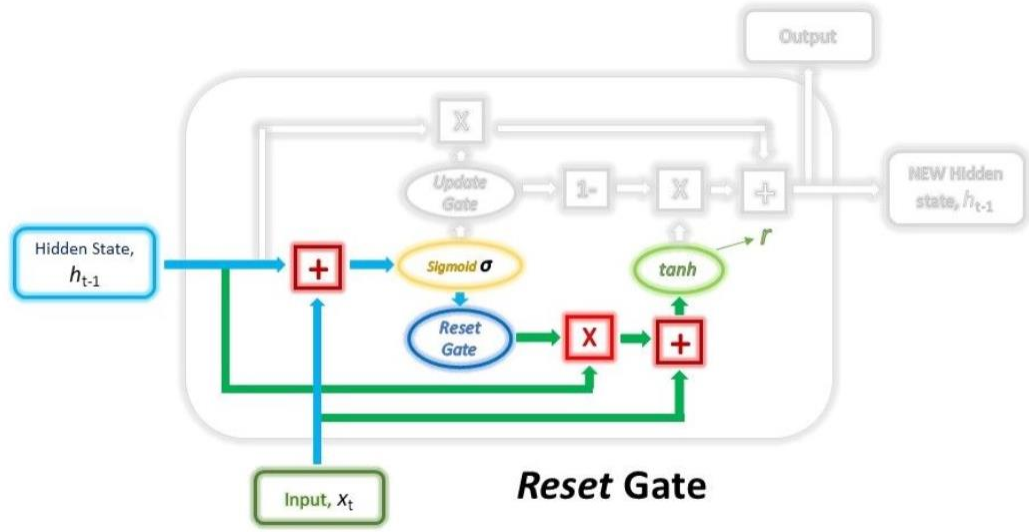 Output
X
Update
Gate
1-
X
+
NEW Hidden
state, hₜ₋₁
Hidden State,
hₜ₋₁
+
Sigmoid σ
tanh
r
Reset
Gate
X
+
Input, xₜ
Reset Gate